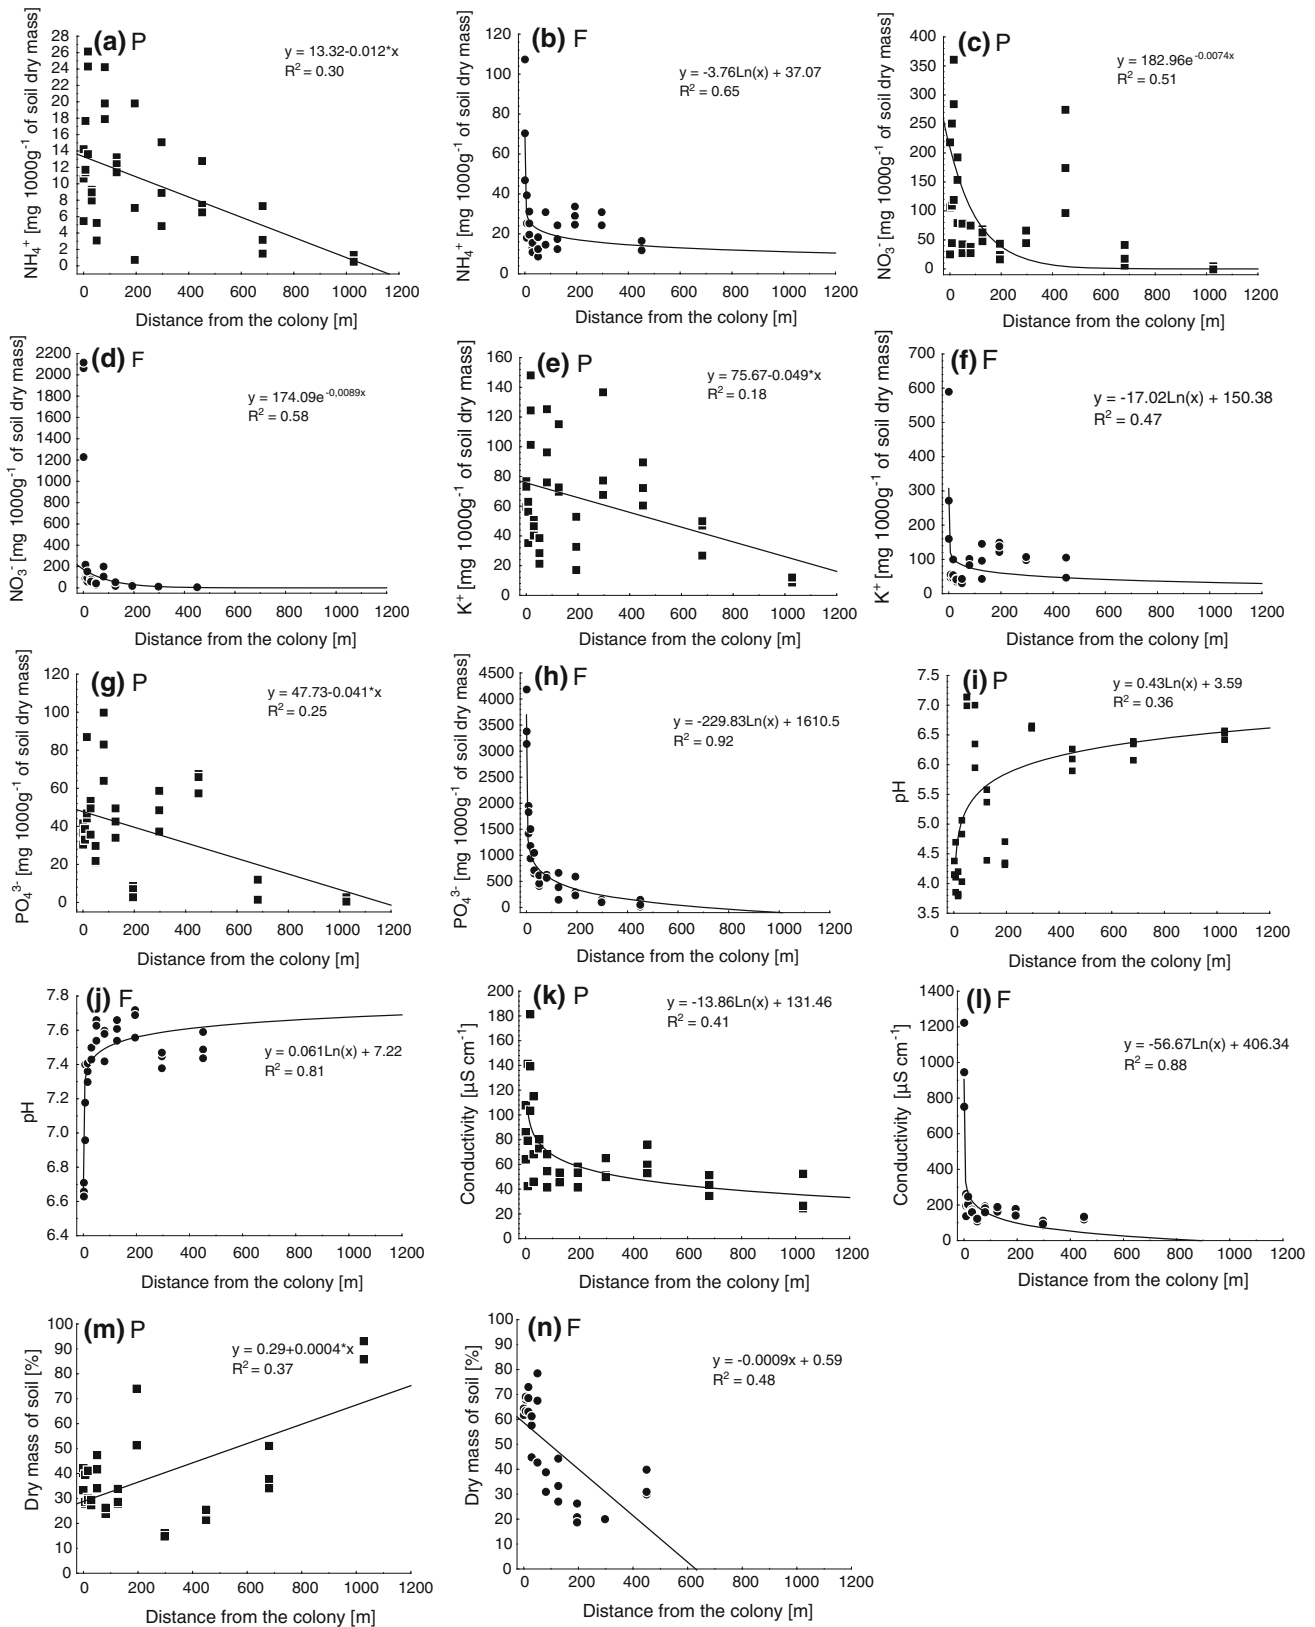 (a) P
y = 13.32-0.012*x
R² = 0.30
NH₄⁺ [mg 1000g⁻¹ of soil dry mass]
28
26
24
22
20
18
16
14
12
10
8
6
4
2
0
0 200 400 600 800 1000 1200
Distance from the colony [m]
(b) F
y = -3.76Ln(x) + 37.07
R² = 0.65
NH₄⁺ [mg 1000g⁻¹ of soil dry mass]
120
100
80
60
40
20
0
0 200 400 600 800 1000 1200
Distance from the colony [m]
(c) P
y = 182.96e⁻⁰·⁰⁰⁷⁴ˣ
R² = 0.51
NO₃⁻ [mg 1000g⁻¹ of soil dry mass]
400
350
300
250
200
150
100
50
0
0 200 400 600 800 1000 1200
Distance from the colony [m]
(d) F
y = 174.09e^-0,0089x
R² = 0.58
NO₃⁻ [mg 1000g⁻¹ of soil dry mass]
2200
2000
1800
1600
1400
1200
1000
800
600
400
200
0
0 200 400 600 800 1000 1200
Distance from the colony [m]
(e) P
y = 75.67-0.049*x
R² = 0.18
K⁺ [mg 1000g⁻¹ of soil dry mass]
160
140
120
100
80
60
40
20
0
0 200 400 600 800 1000 1200
Distance from the colony [m]
(f) F
y = -17.02Ln(x) + 150.38
R² = 0.47
K⁺ [mg 1000g⁻¹ of soil dry mass]
700
600
500
400
300
200
100
0
0 200 400 600 800 1000 1200
Distance from the colony [m]
(g) P
y = 47.73-0.041*x
R² = 0.25
PO₄³⁻ [mg 1000g⁻¹ of soil dry mass]
120
100
80
60
40
20
0
0 200 400 600 800 1000 1200
Distance from the colony [m]
(h) F
y = -229.83Ln(x) + 1610.5
R² = 0.92
PO₄³⁻ [mg 1000g⁻¹ of soil dry mass]
4500
4000
3500
3000
2500
2000
1500
1000
500
0
0 200 400 600 800 1000 1200
Distance from the colony [m]
(i) P
y = 0.43Ln(x) + 3.59
R² = 0.36
pH
7.5
7.0
6.5
6.0
5.5
5.0
4.5
4.0
3.5
0 200 400 600 800 1000 1200
Distance from the colony [m]
(j) F
y = 0.061Ln(x) + 7.22
R² = 0.81
pH
7.8
7.6
7.4
7.2
7.0
6.8
6.6
6.4
0 200 400 600 800 1000 1200
Distance from the colony [m]
(k) P
y = -13.86Ln(x) + 131.46
R² = 0.41
Conductivity [µS cm⁻¹]
200
180
160
140
120
100
80
60
40
20
0
0 200 400 600 800 1000 1200
Distance from the colony [m]
(l) F
y = -56.67Ln(x) + 406.34
R² = 0.88
Conductivity [µS cm⁻¹]
1400
1200
1000
800
600
400
200
0
0 200 400 600 800 1000 1200
Distance from the colony [m]
(m) P
y = 0.29+0.0004*x
R² = 0.37
Dry mass of soil [%]
100
90
80
70
60
50
40
30
20
10
0
0 200 400 600 800 1000 1200
Distance from the colony [m]
(n) F
y = -0.0009x + 0.59
R² = 0.48
Dry mass of soil [%]
100
90
80
70
60
50
40
30
20
10
0
0 200 400 600 800 1000 1200
Distance from the colony [m]